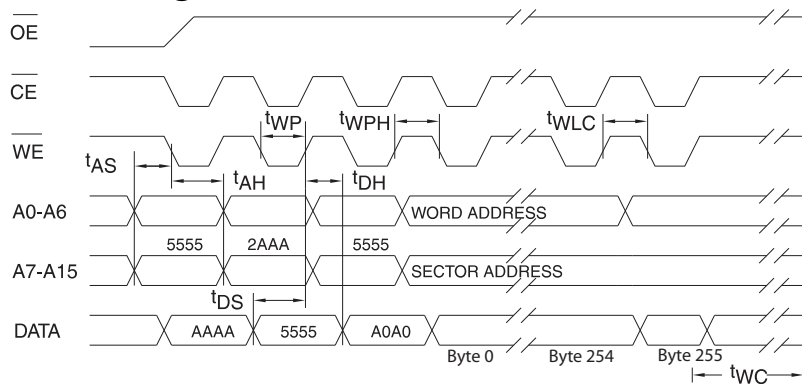 OE
CE
tWP tWPH tWLC
WE
tAS
tAH tDH
A0-A6 WORD ADDRESS
5555 2AAA 5555
A7-A15 SECTOR ADDRESS
tDS
DATA AAAA 5555 A0A0
Byte 0 Byte 254 Byte 255
tWC